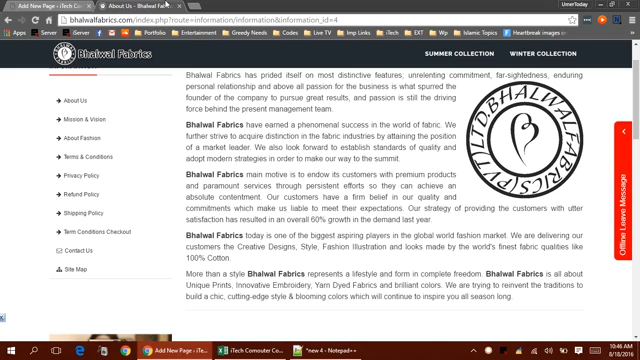 Add New Page - iTech Com
About Us - Bhalwal Fab
UmerToday
bhalwalfabrics.com/index.php?route=information/information&information_id=4
Apps
Server
Home
Facebook
Portfolio
Entertainment
Greedy Needs
Codes
Blogs
To Do
To Buy
WP
Islamic Topics
Heartbreak images en
Bhalwal Fabrics
SUMMER COLLECTION
WINTER COLLECTION
About Us
Mission & Vision
About Fashion
Terms & Conditions
Privacy Policy
Refund Policy
Shipping Policy
Term Conditions Checkout
Contact Us
Site Map
Bhalwal Fabrics has prided itself on most distinctive features; unrelenting commitment, far-sightedness, enduring
personal relationship and above all passion for the business is what spurred the
founder of the company to pursue great results, and passion is still the driving
force behind the present management team.
Bhalwal Fabrics have earned a phenomenal success in the world of fabric. We
further strive to acquire distinction in the fabric industries by attaining the position
of a market leader. We also look forward to establish standards of quality and
adopt modern strategies in order to make our way to the summit.
Bhalwal Fabrics main motive is to endow its customers with premium products
and paramount services through persistent efforts so they can achieve an
absolute contentment. Our customers have a firm belief in our quality and
commitments which make us liable to meet their expectations. Our strategy of providing the customers with utter
satisfaction has resulted in an overall 60% growth in the demand last year.
Bhalwal Fabrics today is one of the biggest aspiring players in the global world fashion market. We are delivering our
customers the Creative Designs, Style, Fashion Illustration and looks made by the world's finest fabric qualities like
100% Cotton.
More than a style Bhalwal Fabrics represents a lifestyle and form in complete freedom. Bhalwal Fabrics is all about
Unique Prints, Innovative Embroidery, Yarn Dyed Fabrics and brilliant colors. We are trying to reinvent the traditions to
build a chic, cutting-edge style & blooming colors which will continue to inspire you all season long.
BHALWAL FABRICS (PVT) LTD.
Offline Leave Message
x
Add New Page ‹ iTe...
iTech Comouter Co...
*new 4 - Notepad++
10:46 AM
8/18/2016